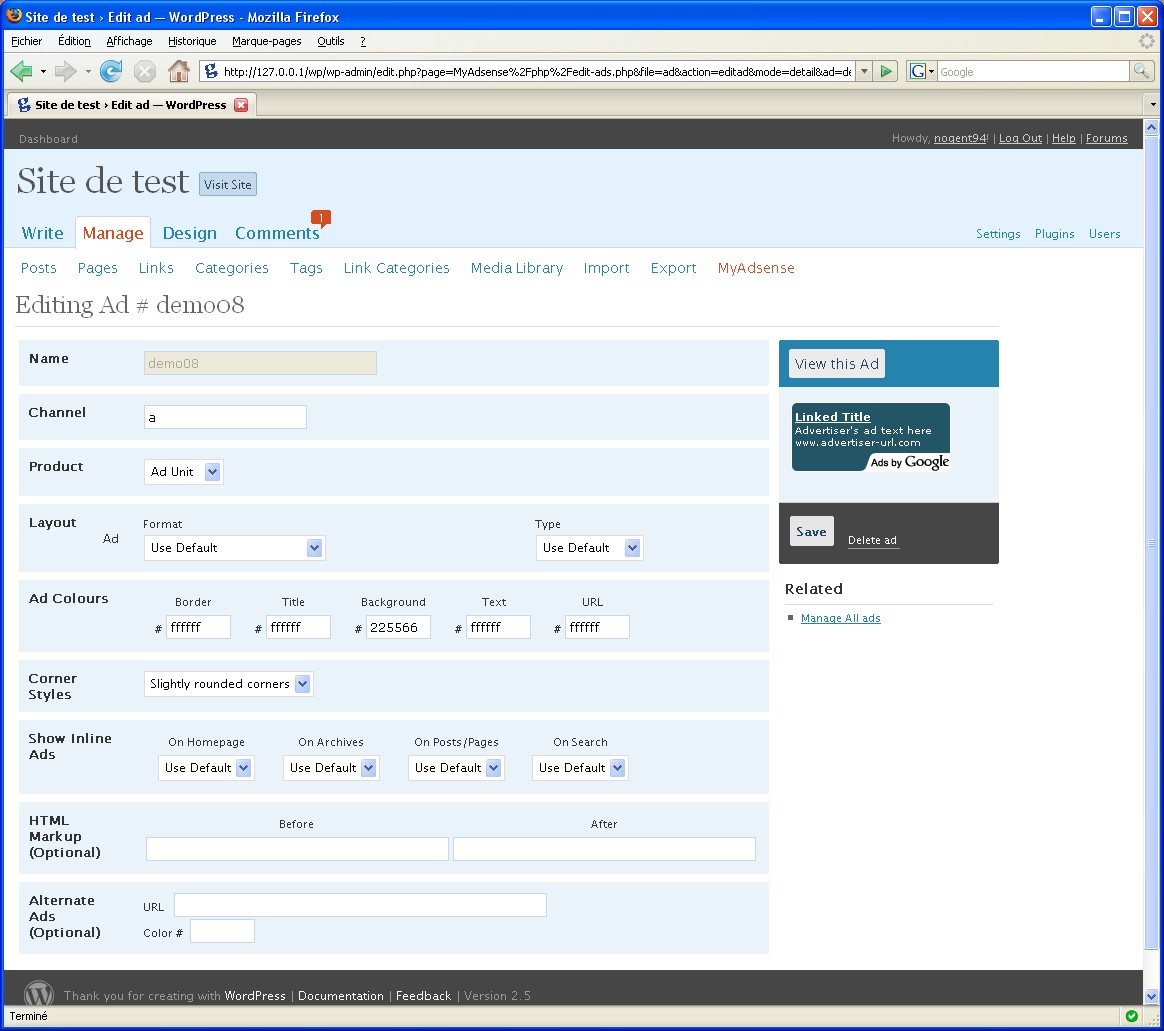 Site de test › Edit ad — WordPress - Mozilla Firefox
Fichier Édition Affichage Historique Marque-pages Outils ?
http://127.0.0.1/wp/wp-admin/edit.php?page=MyAdsense%2Fphp%2Fedit-ads.php&file=ad&action=editad&mode=detail&ad=de
G Google
Site de test › Edit ad — WordPress
Dashboard Howdy, nogent94! | Log Out | Help | Forums
Site de test Visit Site
1
Write Manage Design Comments Settings Plugins Users
Posts Pages Links Categories Tags Link Categories Media Library Import Export MyAdsense
Editing Ad # demo08
Name demo08
Channel a
Product Ad Unit
Layout Format Type
Ad Use Default Use Default
Ad Colours Border Title Background Text URL
# ffffff # ffffff # 225566 # ffffff # ffffff
Corner Styles Slightly rounded corners
Show Inline Ads On Homepage On Archives On Posts/Pages On Search
Use Default Use Default Use Default Use Default
HTML
Markup
(Optional)
Before After
Alternate
Ads
(Optional)
URL
Color #
View this Ad
Linked Title
Advertiser's ad text here
www.advertiser-url.com
Ads by Google
Save Delete ad
Related
Manage All ads
Thank you for creating with WordPress | Documentation | Feedback | Version 2.5
Terminé